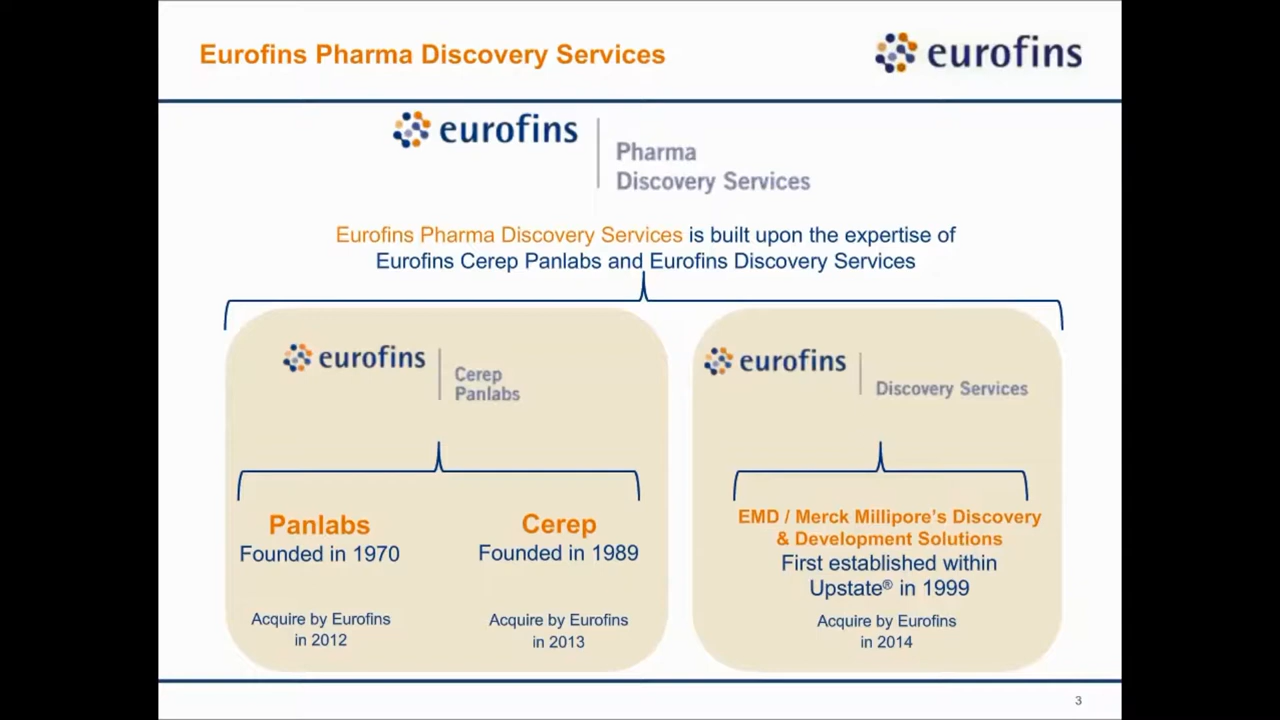 Eurofins Pharma Discovery Services
eurofins
eurofins
Pharma
Discovery Services
Eurofins Pharma Discovery Services is built upon the expertise of
Eurofins Cerep Panlabs and Eurofins Discovery Services
eurofins
Cerep
Panlabs
eurofins
Discovery Services
Panlabs
Founded in 1970
Acquire by Eurofins
in 2012
Cerep
Founded in 1989
Acquire by Eurofins
in 2013
EMD / Merck Millipore's Discovery
& Development Solutions
First established within
Upstate® in 1999
Acquire by Eurofins
in 2014
3